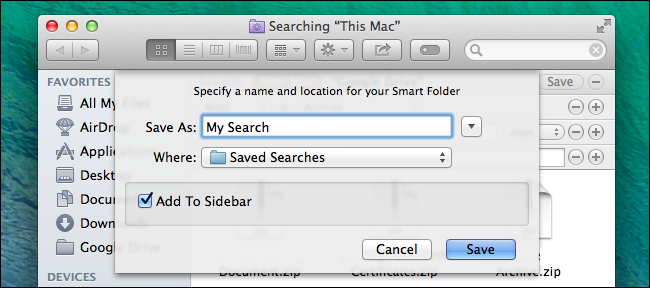 Searching “This Mac”
FAVORITES
All My Files
AirDrop
Applications
Desktop
Documents
Downloads
Google Drive
DEVICES
Specify a name and location for your Smart Folder
Save As: My Search
Where: Saved Searches
Add To Sidebar
Cancel Save
Save
days
Document.zip Certificates.zip Archive.zip